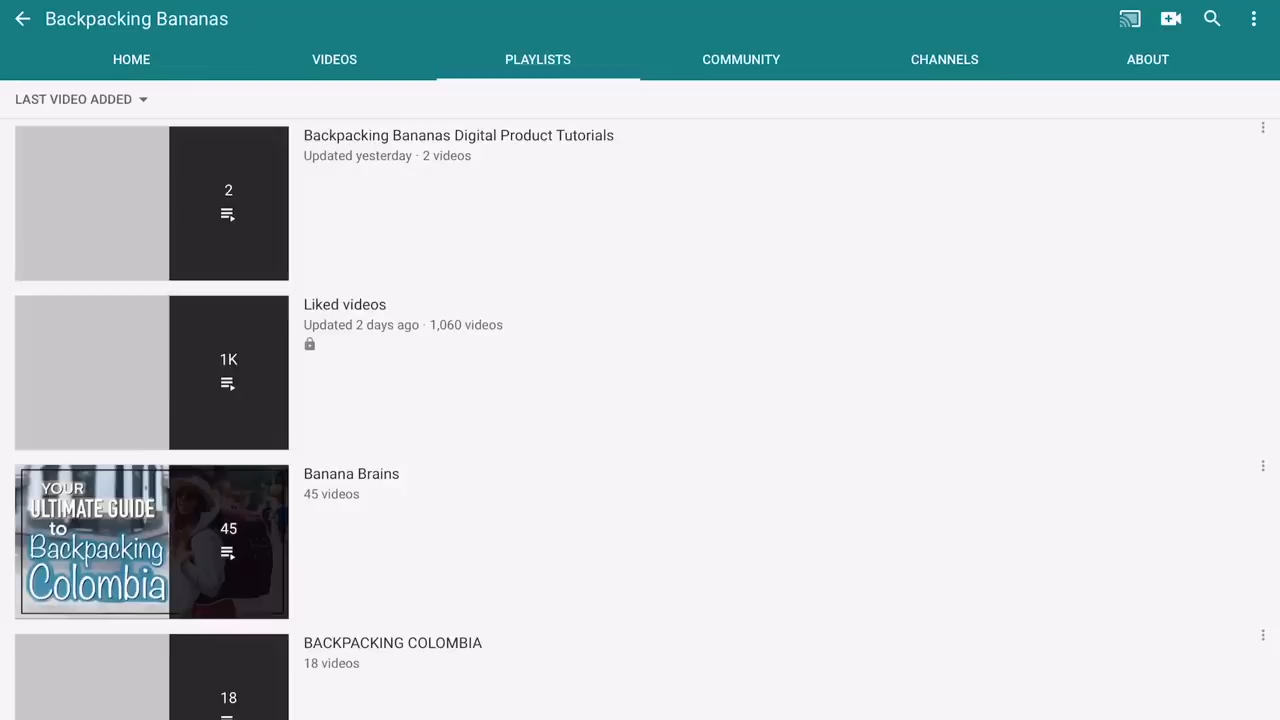 Backpacking Bananas
HOME VIDEOS PLAYLISTS COMMUNITY CHANNELS ABOUT
LAST VIDEO ADDED
Backpacking Bananas Digital Product Tutorials
Updated yesterday · 2 videos
2
Liked videos
Updated 2 days ago · 1,060 videos
1K
Banana Brains
45 videos
YOUR
ULTIMATE GUIDE
to
Backpacking
Colombia
45
BACKPACKING COLOMBIA
18 videos
18